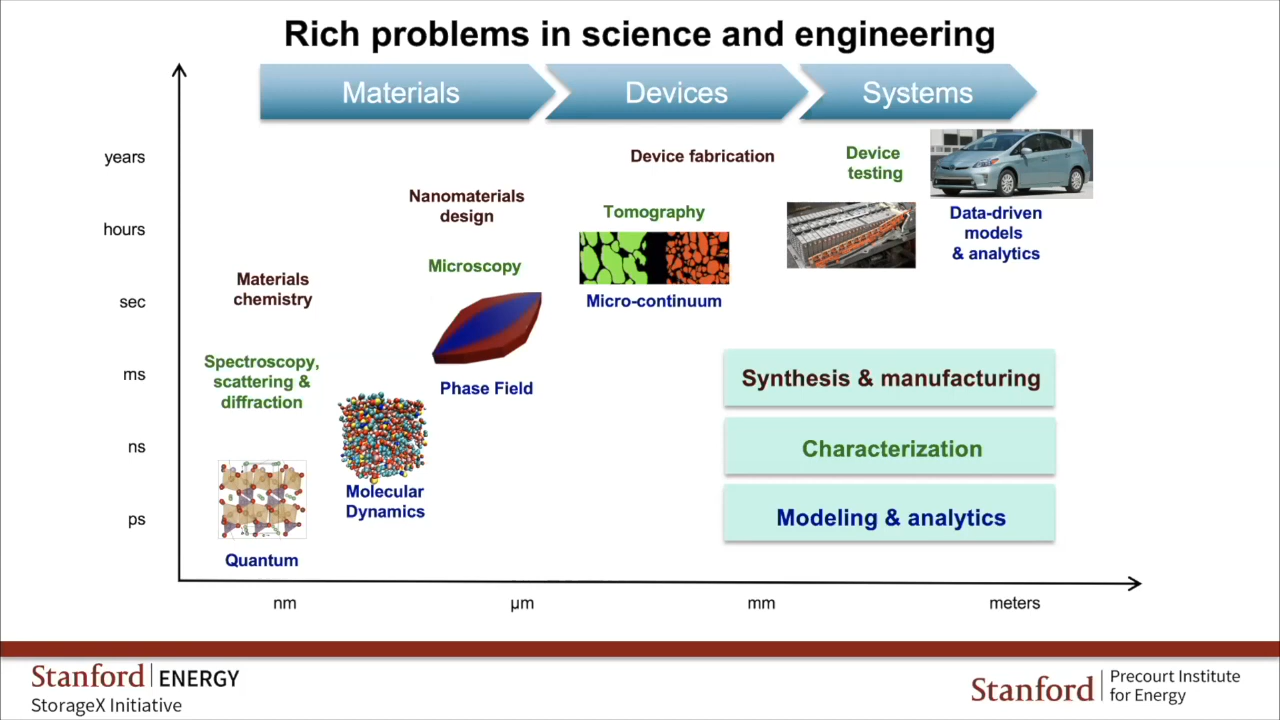 Rich problems in science and engineering
Materials
Devices
Systems
years
hours
sec
ms
ns
ps
Device fabrication
Device
testing
Nanomaterials
design
Tomography
Data-driven
models
& analytics
Microscopy
Materials
chemistry
Micro-continuum
Spectroscopy,
scattering &
diffraction
Phase Field
Molecular
Dynamics
Quantum
Synthesis & manufacturing
Characterization
Modeling & analytics
nm
µm
mm
meters
Stanford | ENERGY
StorageX Initiative
Stanford
Precourt Institute
for Energy